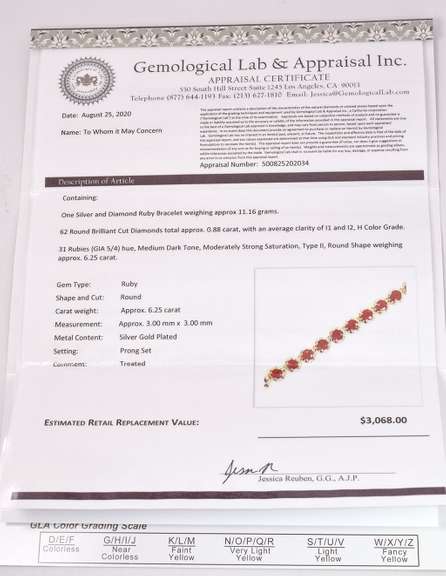 Gemological Lab & Appraisal Inc.
APPRAISAL CERTIFICATE
550 South Hill Street Suite 1245 Los Angeles, CA. 90013
Telephone (877) 644-1193 Fax: (213) 627-1810 Email: Jessica@GemologicalLab.com
Date: August 25, 2020
Name: To Whom it May Concern
Appraisal Number: 500825202034
Description of Article
Containing:
One Silver and Diamond Ruby Bracelet weighing approx 11.16 grams.
62 Round Brilliant Cut Diamonds total approx. 0.88 carat, with an average clarity of I1 and I2, H Color Grade.
31 Rubies (GIA 5/4) hue, Medium Dark Tone, Moderately Strong Saturation, Type II, Round Shape weighing
approx. 6.25 carat.
Gem Type: Ruby
Shape and Cut: Round
Carat weight: Approx. 6.25 carat
Measurement: Approx. 3.00 mm x 3.00 mm
Metal Content: Silver Gold Plated
Setting: Prong Set
Comment: Treated
ESTIMATED RETAIL REPLACEMENT VALUE: $3,068.00
Jessica Reuben, G.G., A.J.P.
GLA Color Grading Scale
D/E/F G/H/I/J K/L/M N/O/P/Q/R S/T/U/V W/X/Y/Z
Colorless Near Colorless Faint Yellow Very Light Yellow Light Yellow Fancy Yellow